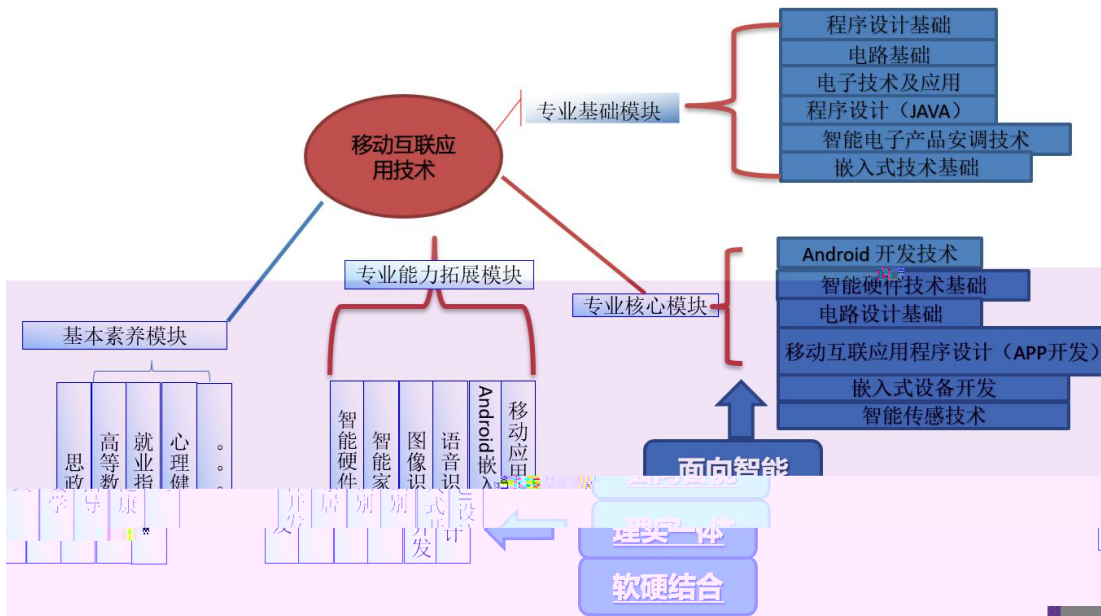 移动互联应
用技术
专业基础模块
程序设计基础
电路基础
电子技术及应用
程序设计（JAVA）
智能电子产品安调技术
嵌入式技术基础
专业核心模块
Android 开发技术
智能硬件技术基础
电路设计基础
移动互联应用程序设计（APP开发）
嵌入式设备开发
智能传感技术
专业能力拓展模块
智能硬件
智能家居
图像识别
语音识别
Android嵌入式
移动应用
基本素养模块
思政
高等数学
就业指导
心理健康
。。。
面向智能
理实一体
软硬结合